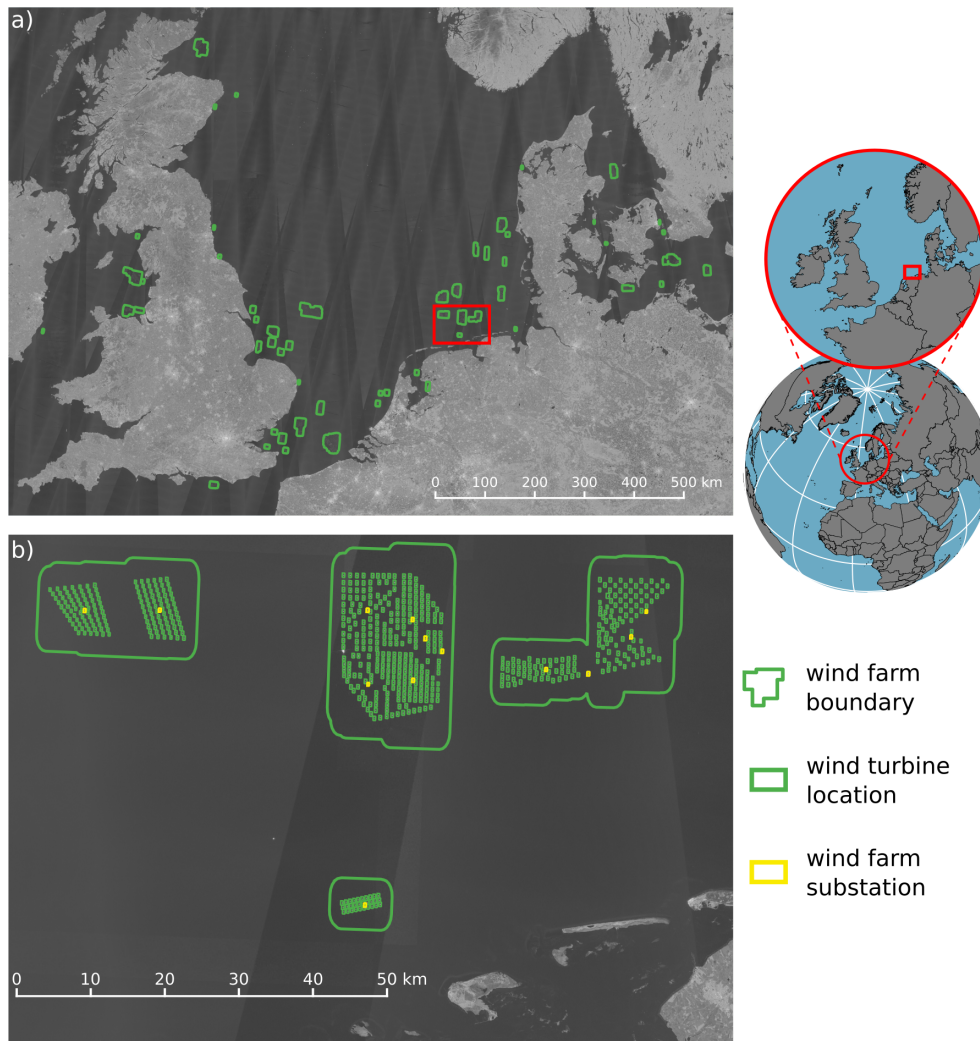 a)
0 100 200 300 400 500 km
b)
0 10 20 30 40 50 km
wind farm
boundary
wind turbine
location
wind farm
substation